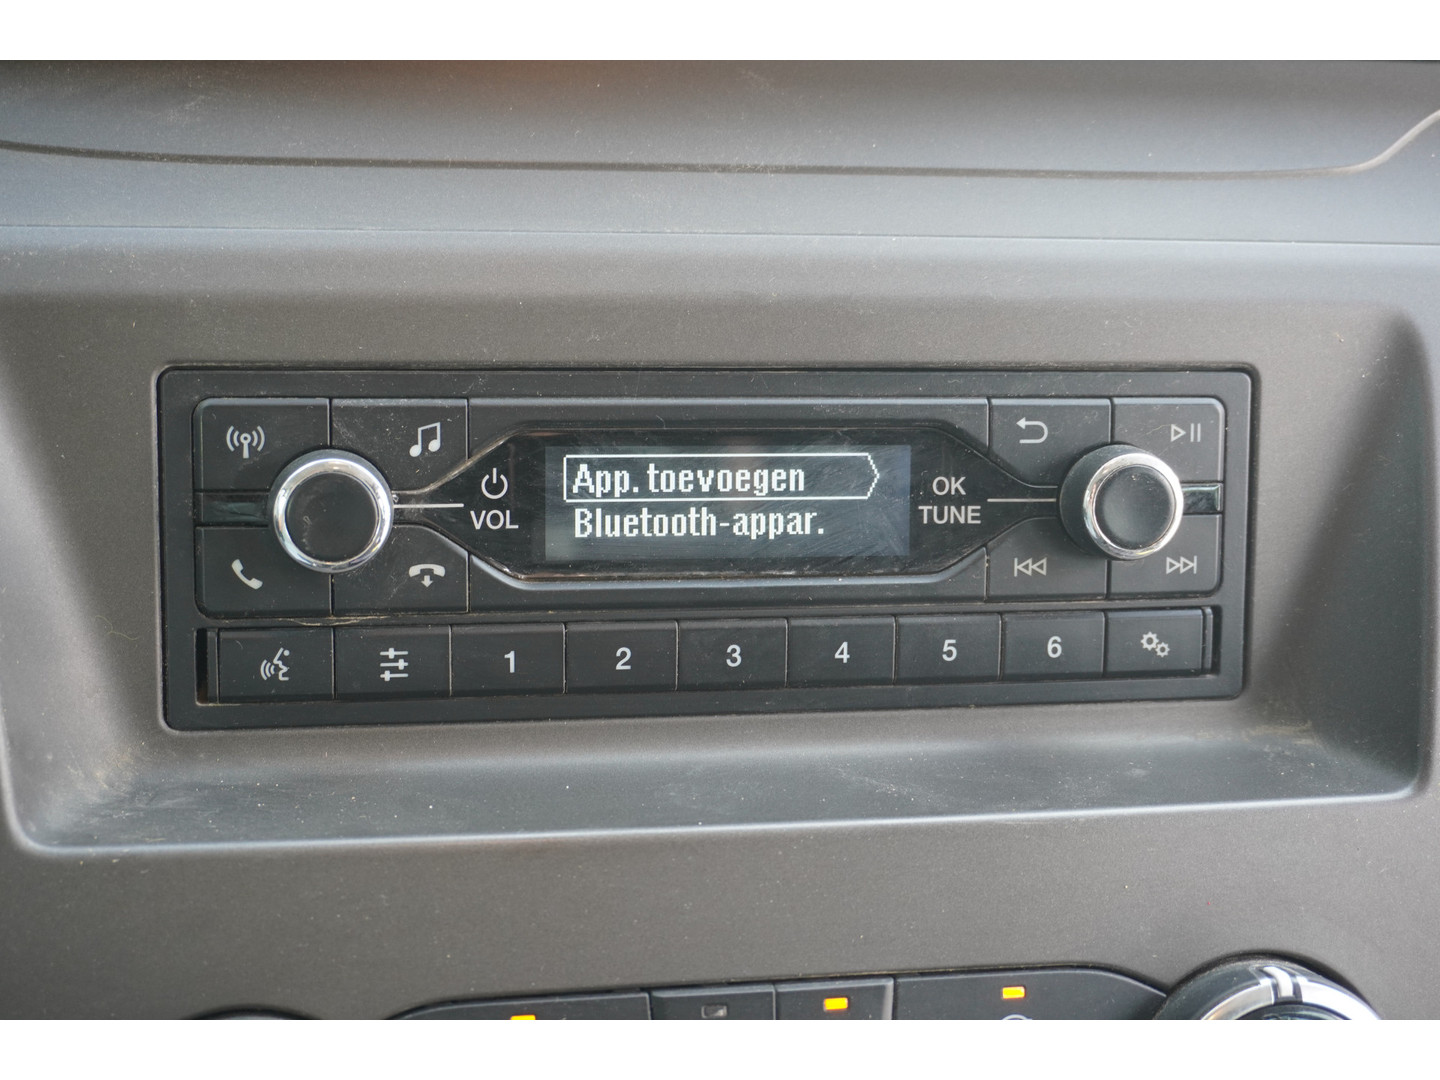 App. toevoegen
Bluetooth-appar.
VOL
OK
TUNE
1 2 3 4 5 6